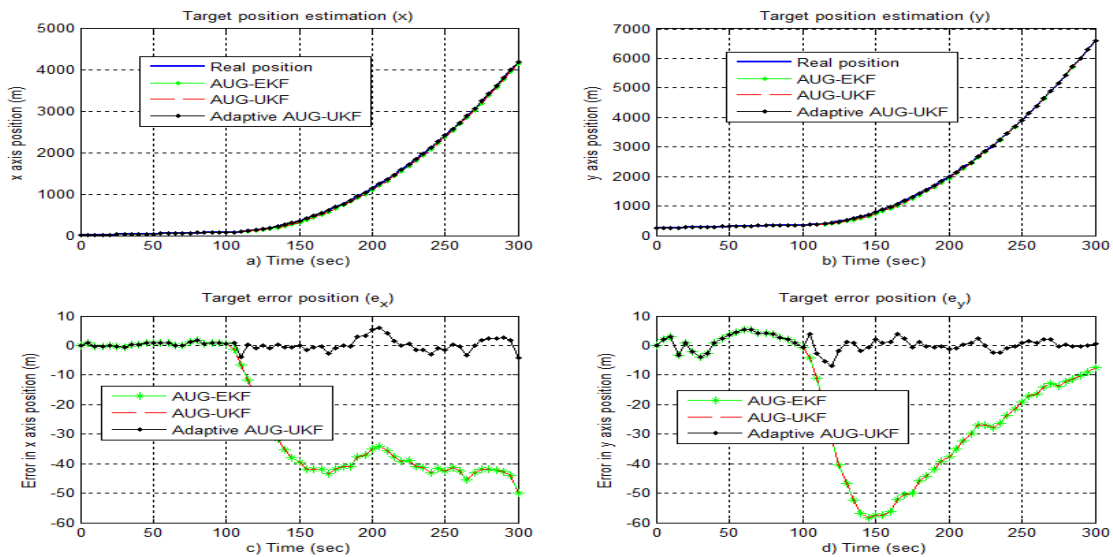 Target position estimation (x)
5000
4000
3000
2000
1000
0
x axis position (m)
Real position
AUG-EKF
AUG-UKF
Adaptive AUG-UKF
0 50 100 150 200 250 300
a) Time (sec)
Target position estimation (y)
7000
6000
5000
4000
3000
2000
1000
0
y axis position (m)
Real position
AUG-EKF
AUG-UKF
Adaptive AUG-UKF
0 50 100 150 200 250 300
b) Time (sec)
Target error position (e_x)
10
0
-10
-20
-30
-40
-50
-60
Error in x axis position (m)
AUG-EKF
AUG-UKF
Adaptive AUG-UKF
0 50 100 150 200 250 300
c) Time (sec)
Target error position (e_y)
10
0
-10
-20
-30
-40
-50
-60
Error in y axis position (m)
AUG-EKF
AUG-UKF
Adaptive AUG-UKF
0 50 100 150 200 250 300
d) Time (sec)